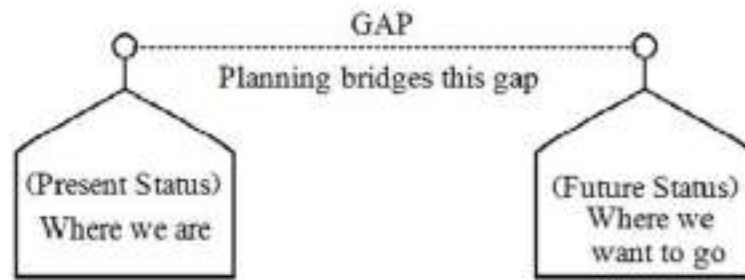 GAP
Planning bridges this gap
(Present Status)
Where we are
(Future Status)
Where we
want to go